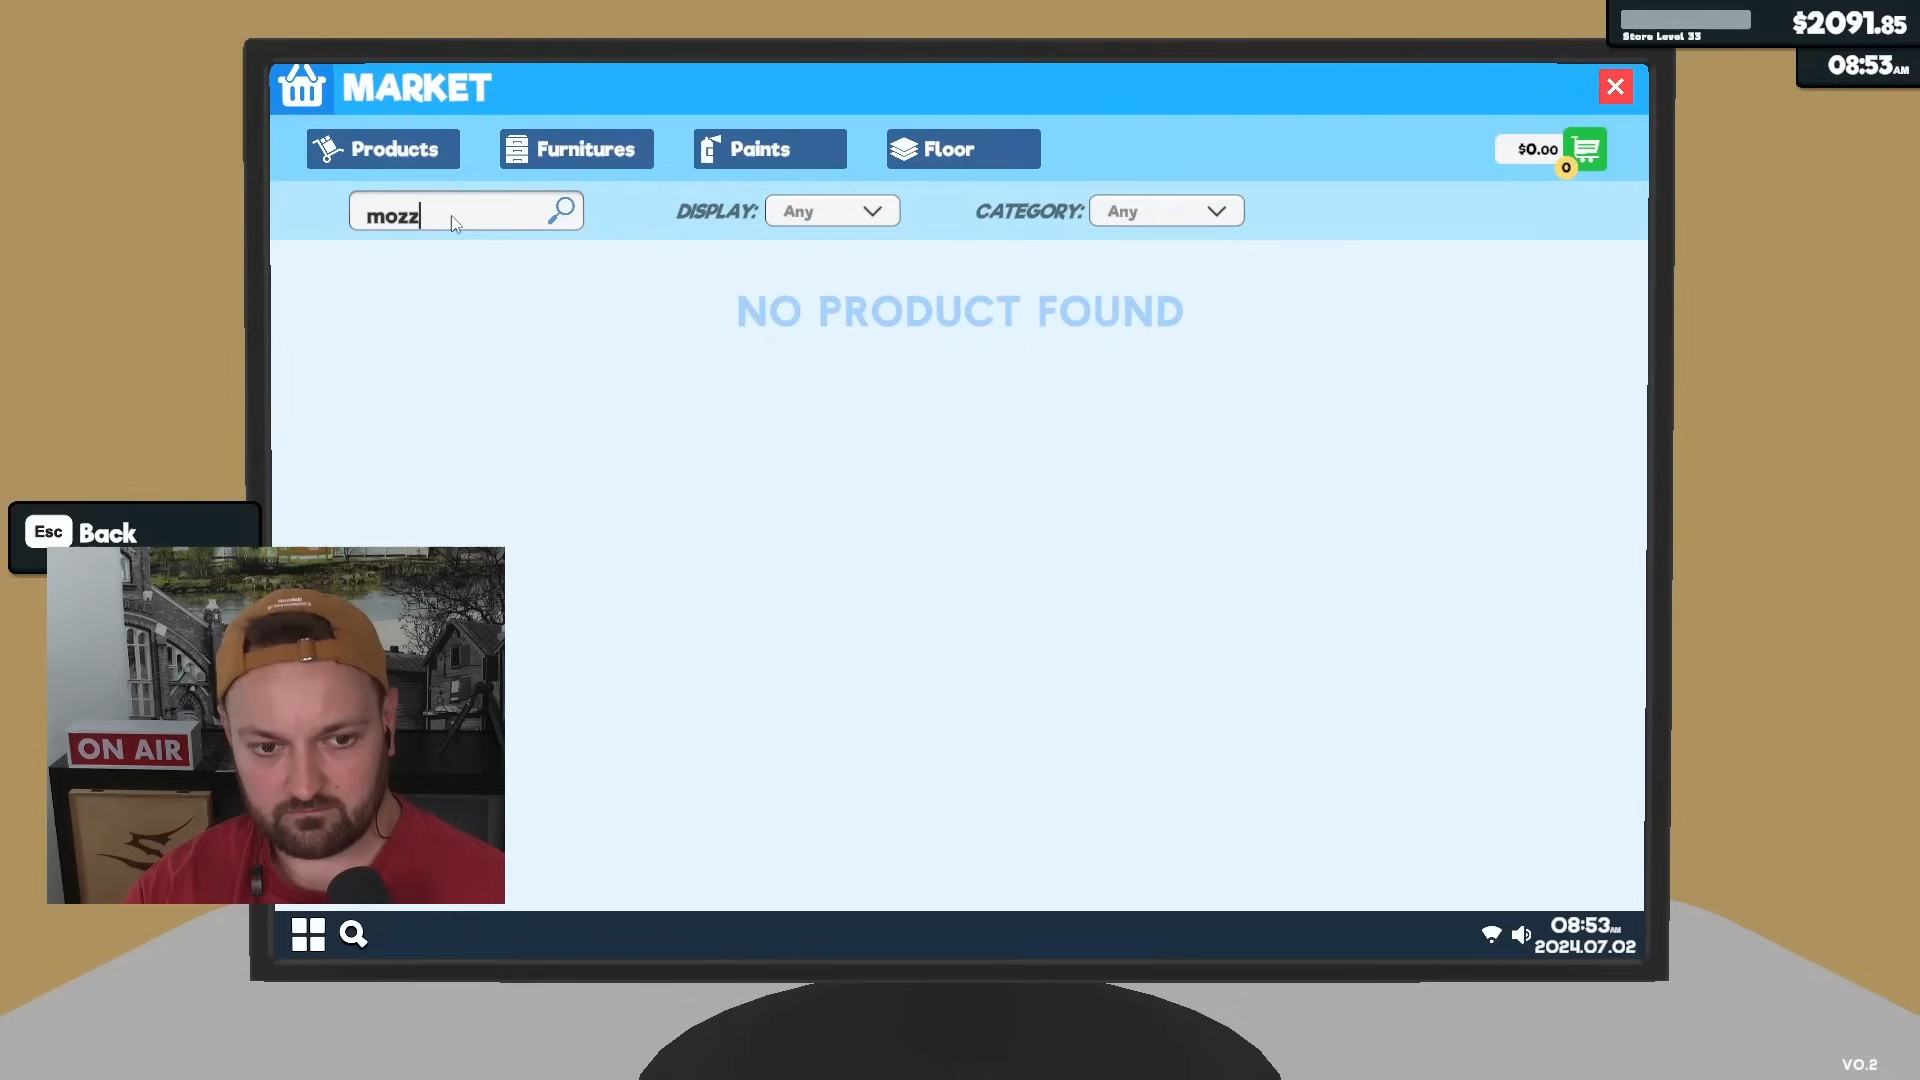 $2091.85
Store Level 33
08:53AM
MARKET
Products
Furnitures
Paints
Floor
$0.00
0
mozz
DISPLAY:
Any
CATEGORY:
Any
NO PRODUCT FOUND
Esc
Back
ON AIR
08:53AM
2024.07.02
V0.2